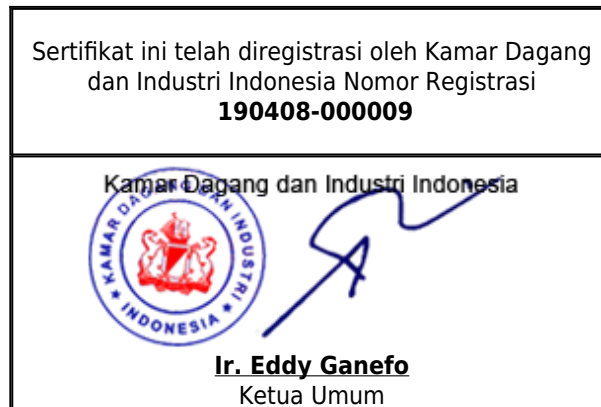 Sertifikat ini telah diregistrasi oleh Kamar Dagang
dan Industri Indonesia Nomor Registrasi
190408-000009
Kamar Dagang dan Industri Indonesia
KAMAR DAGANG DAN INDUSTRI
INDONESIA
Ir. Eddy Ganefo
Ketua Umum